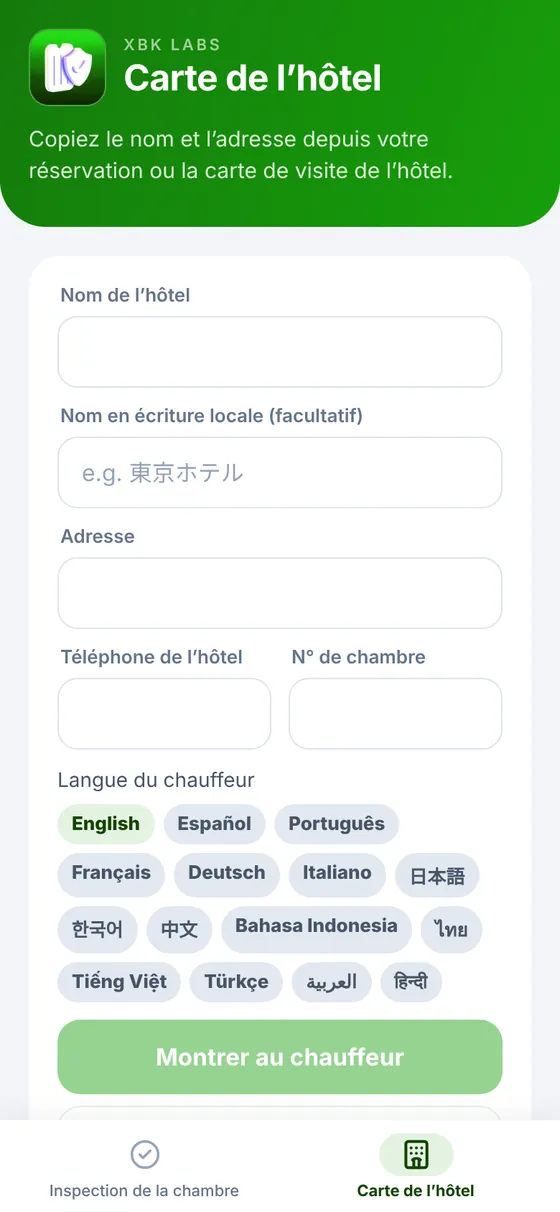 XBK LABS
Carte de l’hôtel
Copiez le nom et l’adresse depuis votre
réservation ou la carte de visite de l’hôtel.
Nom de l’hôtel
Nom en écriture locale (facultatif)
e.g. 東京ホテル
Adresse
Téléphone de l’hôtel N° de chambre
Langue du chauffeur
English Español Português
Français Deutsch Italiano 日本語
한국어 中文 Bahasa Indonesia ไทย
Tiếng Việt Türkçe العربية हिन्दी
Montrer au chauffeur
Inspection de la chambre Carte de l’hôtel